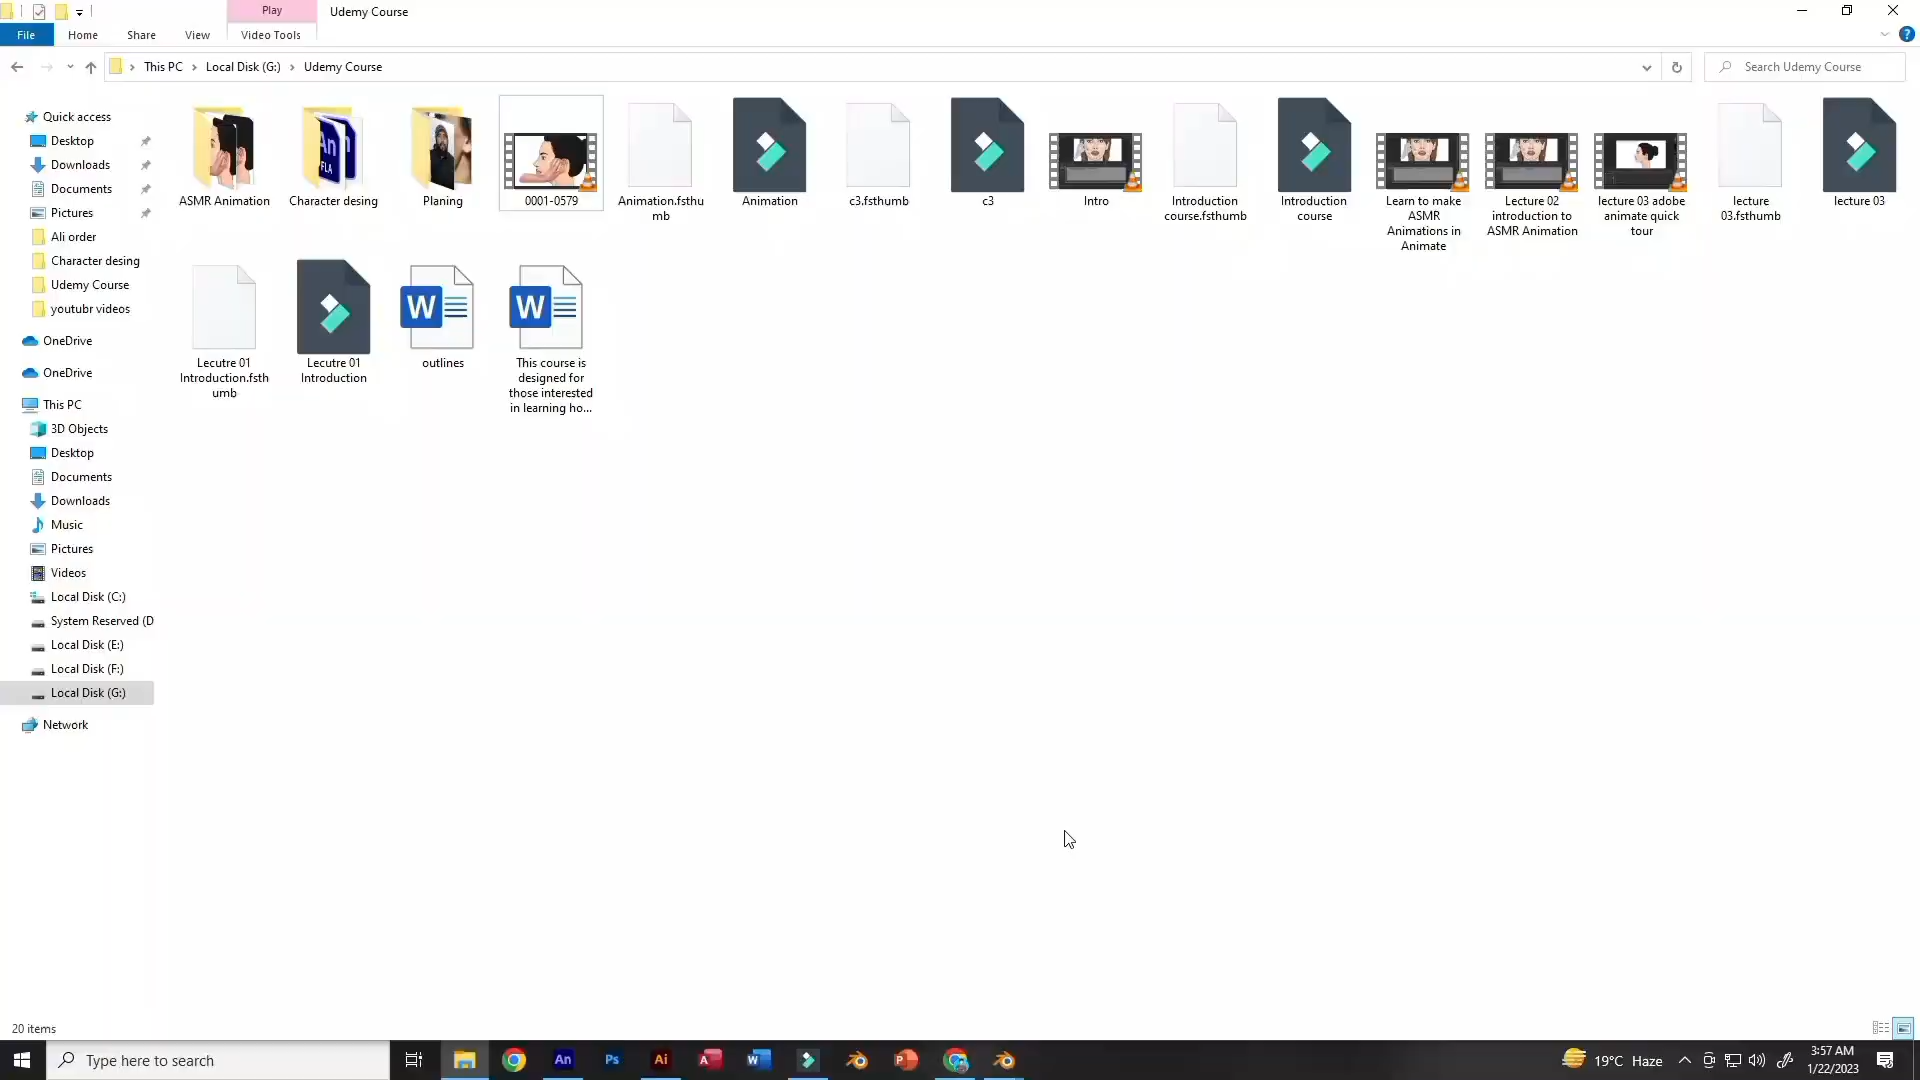 Play
Udemy Course
File
Home
Share
View
Video Tools
This PC
Local Disk (G:)
Udemy Course
Search Udemy Course
Quick access
Desktop
Downloads
Documents
Pictures
Ali order
Character desing
Udemy Course
youtubr videos
OneDrive
OneDrive
This PC
3D Objects
Desktop
Documents
Downloads
Music
Pictures
Videos
Local Disk (C:)
System Reserved (D
Local Disk (E:)
Local Disk (F:)
Local Disk (G:)
Network
ASMR Animation
An
FLA
Character desing
Planing
0001-0579
Animation.fsthu
mb
Animation
c3.fsthumb
c3
Intro
Introduction
course.fsthumb
Introduction
course
Learn to make
ASMR
Animations in
Animate
Lecture 02
introduction to
ASMR Animation
lecture 03 adobe
animate quick
tour
lecture
03.fsthumb
lecture 03
Lecutre 01
Introduction.fsth
umb
Lecutre 01
Introduction
W
outlines
W
This course is
designed for
those interested
in learning ho...
20 items
Type here to search
An
Ps
Ai
A
W
P
19°C Haze
3:57 AM
1/22/2023